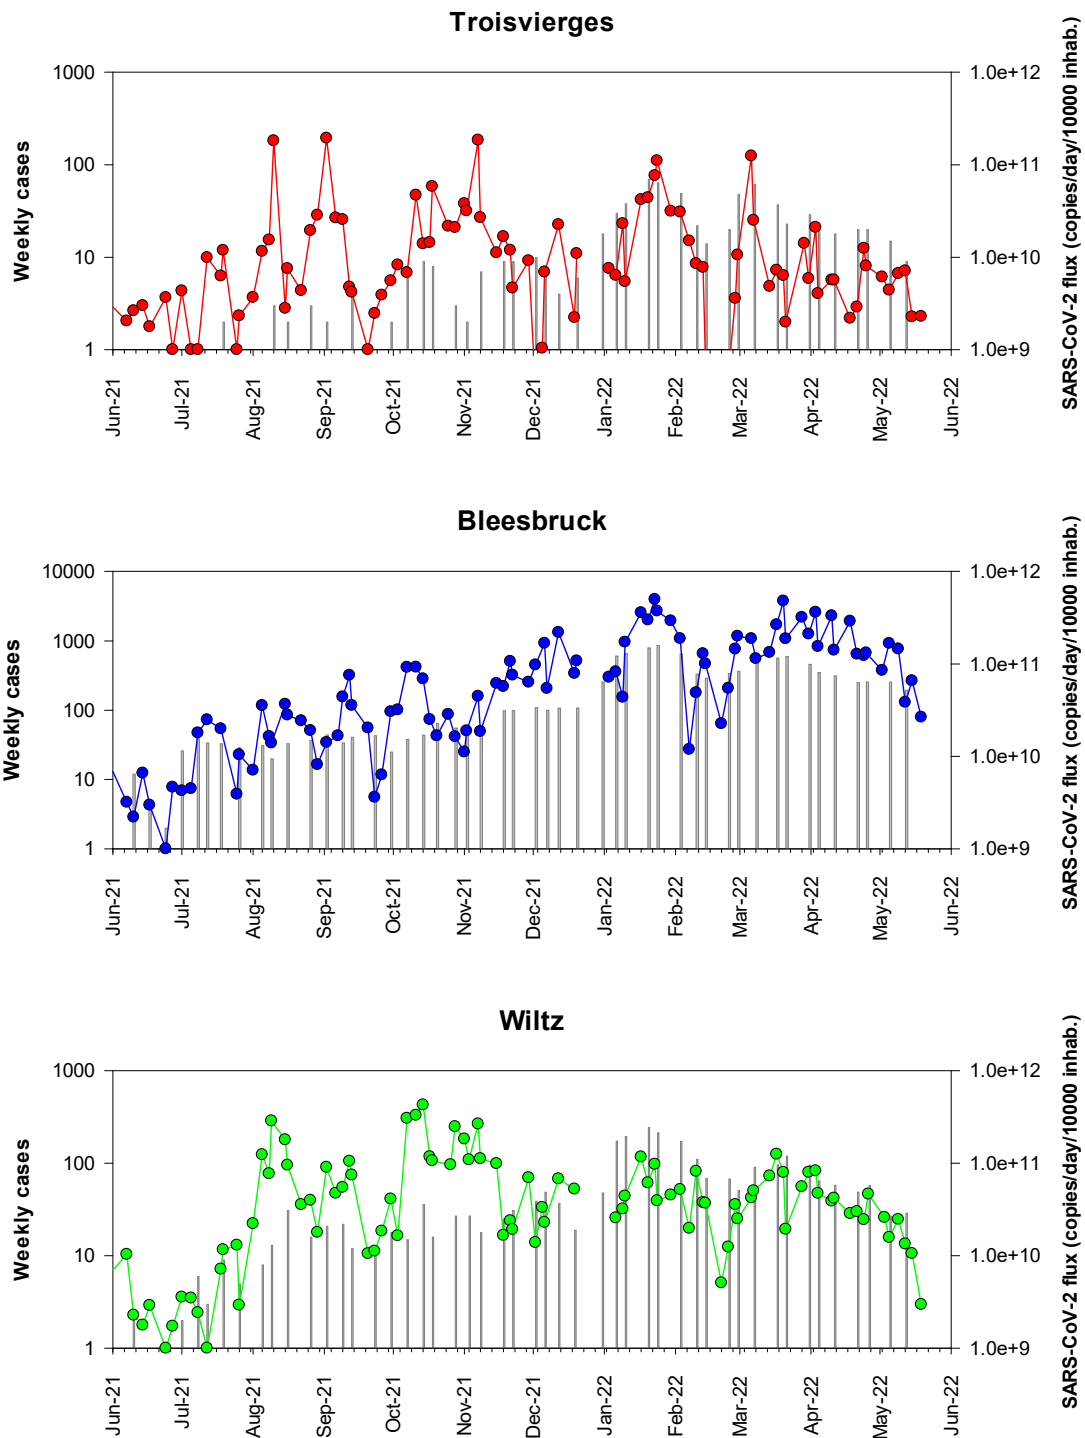 Troisvierges
Weekly cases
SARS-CoV-2 flux (copies/day/10000 inhab.)
1000
100
10
1
1.0e+12
1.0e+11
1.0e+10
1.0e+9
Jun-21
Jul-21
Aug-21
Sep-21
Oct-21
Nov-21
Dec-21
Jan-22
Feb-22
Mar-22
Apr-22
May-22
Jun-22
Bleesbruck
Weekly cases
SARS-CoV-2 flux (copies/day/10000 inhab.)
10000
1000
100
10
1
1.0e+12
1.0e+11
1.0e+10
1.0e+9
Jun-21
Jul-21
Aug-21
Sep-21
Oct-21
Nov-21
Dec-21
Jan-22
Feb-22
Mar-22
Apr-22
May-22
Jun-22
Wiltz
Weekly cases
SARS-CoV-2 flux (copies/day/10000 inhab.)
1000
100
10
1
1.0e+12
1.0e+11
1.0e+10
1.0e+9
Jun-21
Jul-21
Aug-21
Sep-21
Oct-21
Nov-21
Dec-21
Jan-22
Feb-22
Mar-22
Apr-22
May-22
Jun-22